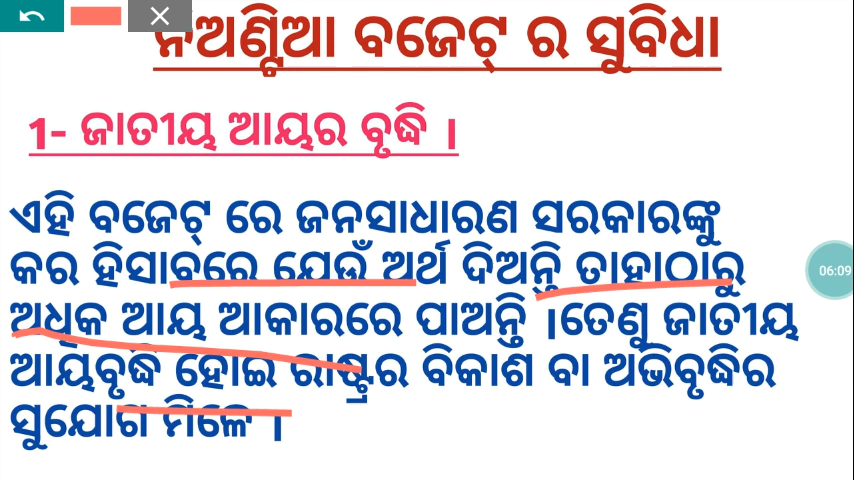 ନିଅଣ୍ଟିଆ ବଜେଟ୍ ର ସୁବିଧା
1- ଜାତୀୟ ଆୟର ବୃଦ୍ଧି ।
ଏହି ବଜେଟ୍ ରେ ଜନସାଧାରଣ ସରକାରଙ୍କୁ
କର ହିସାବରେ ଯେଉଁ ଅର୍ଥ ଦିଅନ୍ତି ତାହାଠାରୁ
06:09
ଅଧିକ ଆୟ ଆକାରରେ ପାଅନ୍ତି ।ତେଣୁ ଜାତୀୟ
ଆୟବୃଦ୍ଧି ହୋଇ ରାଷ୍ଟ୍ରର ବିକାଶ ବା ଅଭିବୃଦ୍ଧିର
ସୁଯୋଗ ମିଳେ ।